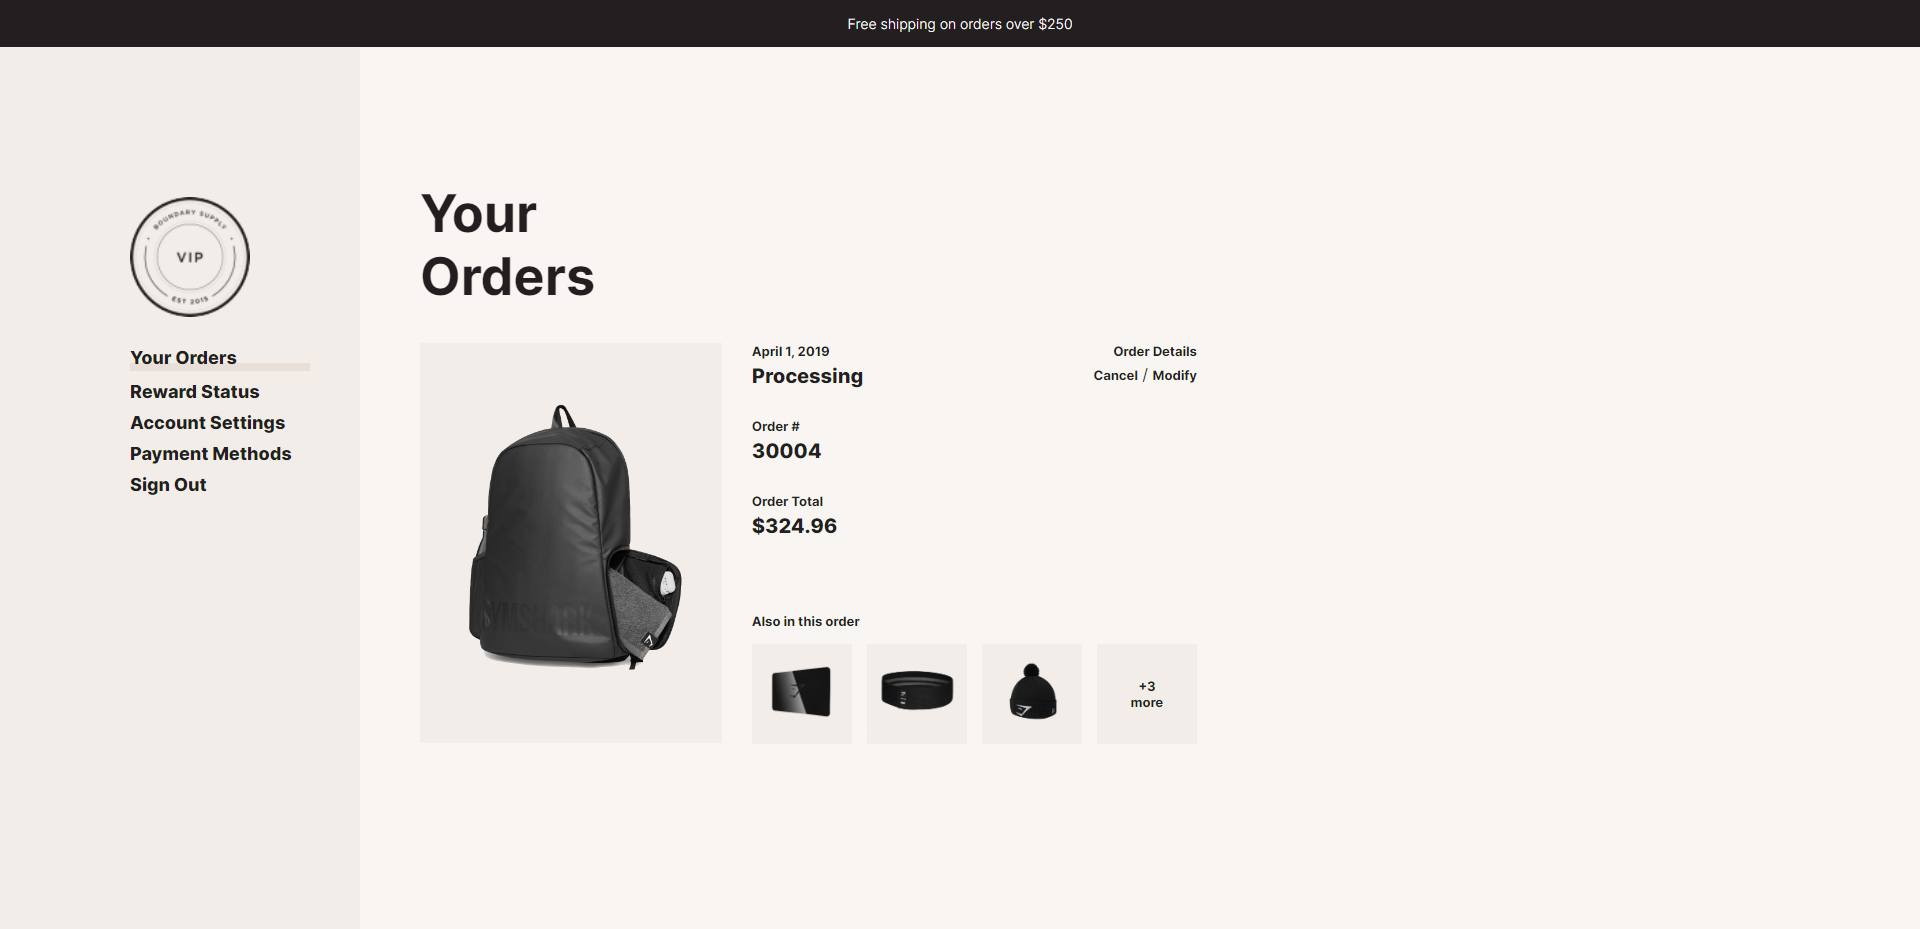 Free shipping on orders over $250
BOUNDARY SUPPLY
VIP
EST 2015
Your Orders
Reward Status
Account Settings
Payment Methods
Sign Out
Your
Orders
April 1, 2019
Processing
Order Details
Cancel / Modify
Order #
30004
Order Total
$324.96
GYMSHARK
Also in this order
+3
more